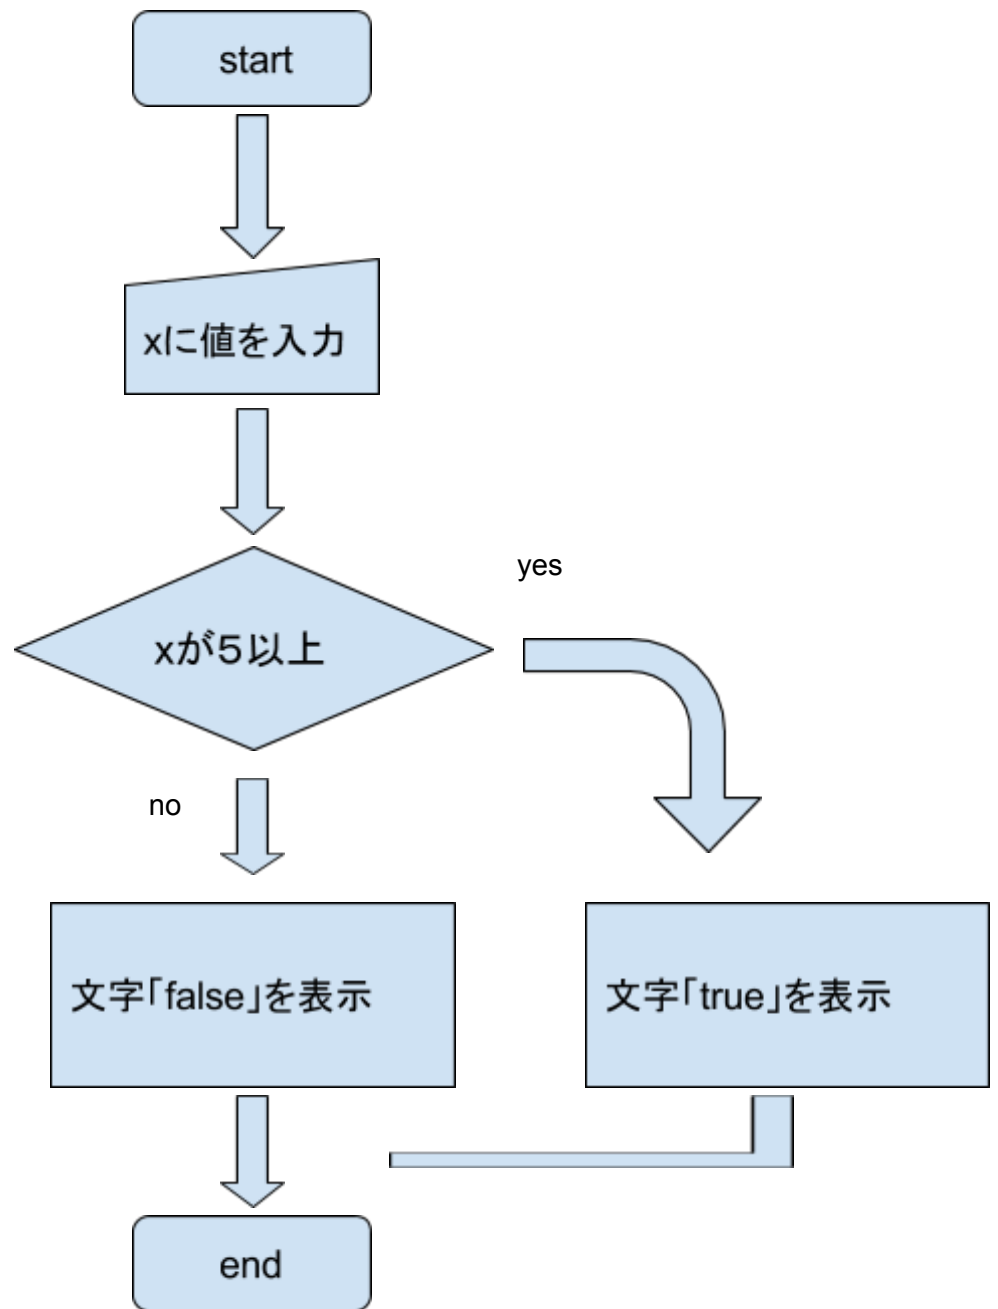 start
xに値を入力
yes
xが５以上
no
文字｢false｣を表示
文字｢true｣を表示
end